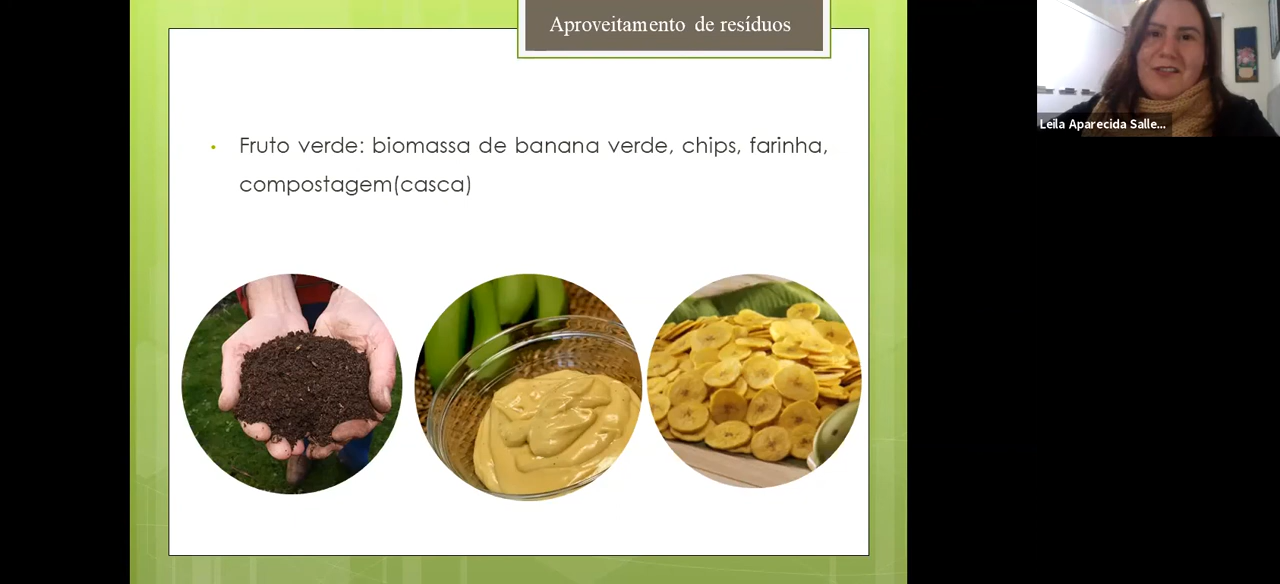 Aproveitamento de resíduos
Leila Aparecida Salle...
• Fruto verde: biomassa de banana verde, chips, farinha,
compostagem(casca)